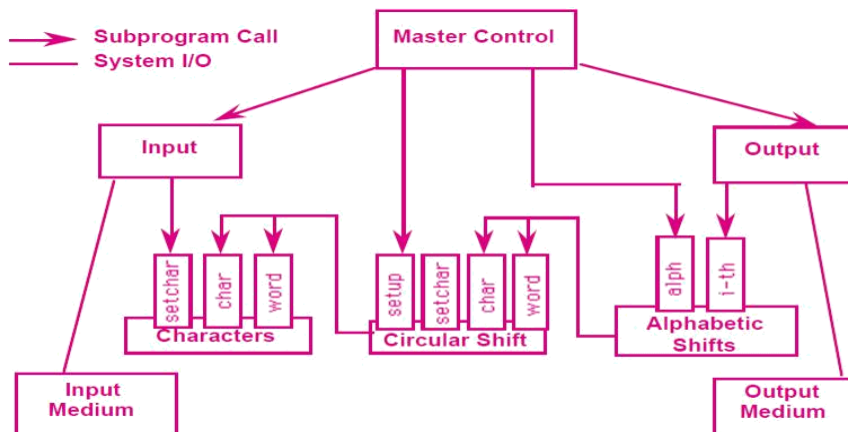 Subprogram Call
System I/O
Master Control
Input
Output
setchar
char
word
setup
setchar
char
word
alph
i-th
Characters
Circular Shift
Alphabetic
Shifts
Input
Medium
Output
Medium